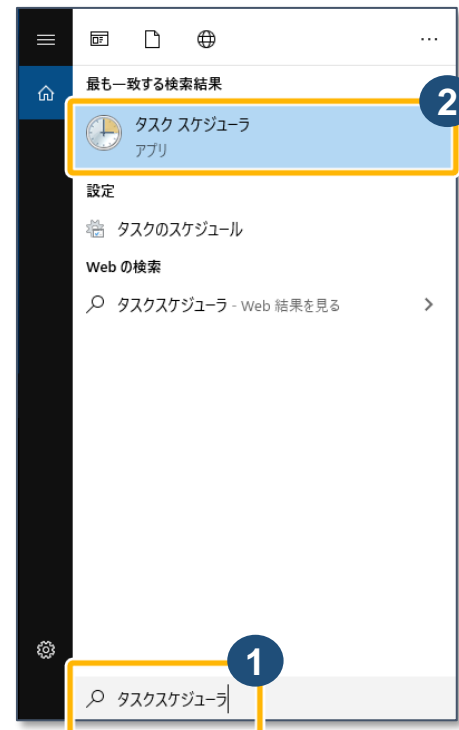 …
最も一致する検索結果
2
タスク スケジューラ
アプリ
設定
タスクのスケジュール
Web の検索
タスクスケジューラ - Web 結果を見る
1
タスクスケジューラ